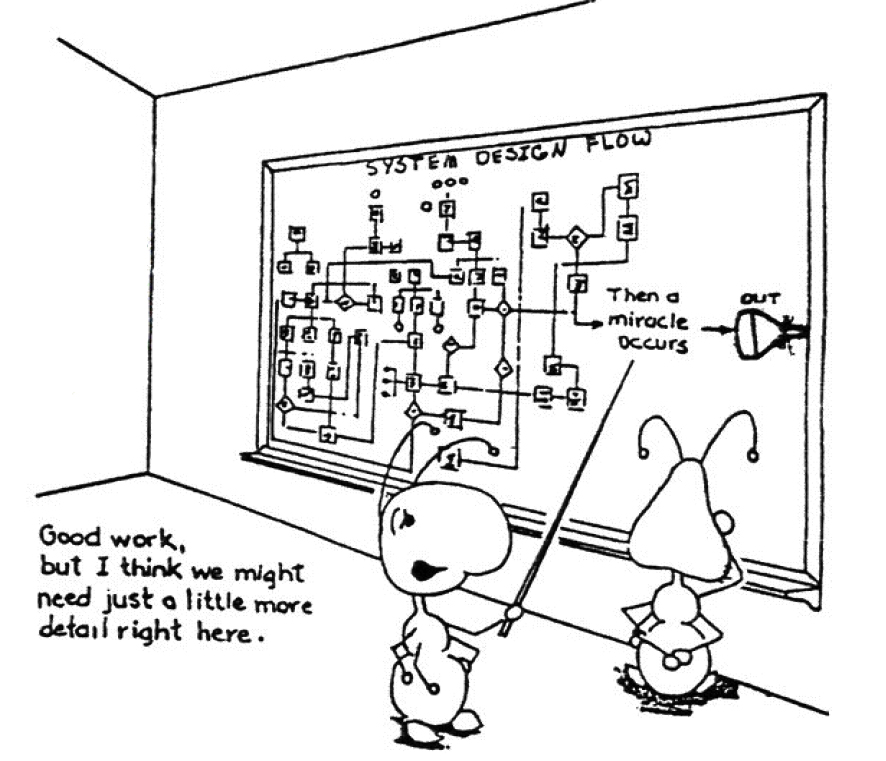 SYSTEM DESIGN FLOW
Then a
miracle
occurs
OUT
Good work,
but I think we might
need just a little more
detail right here.